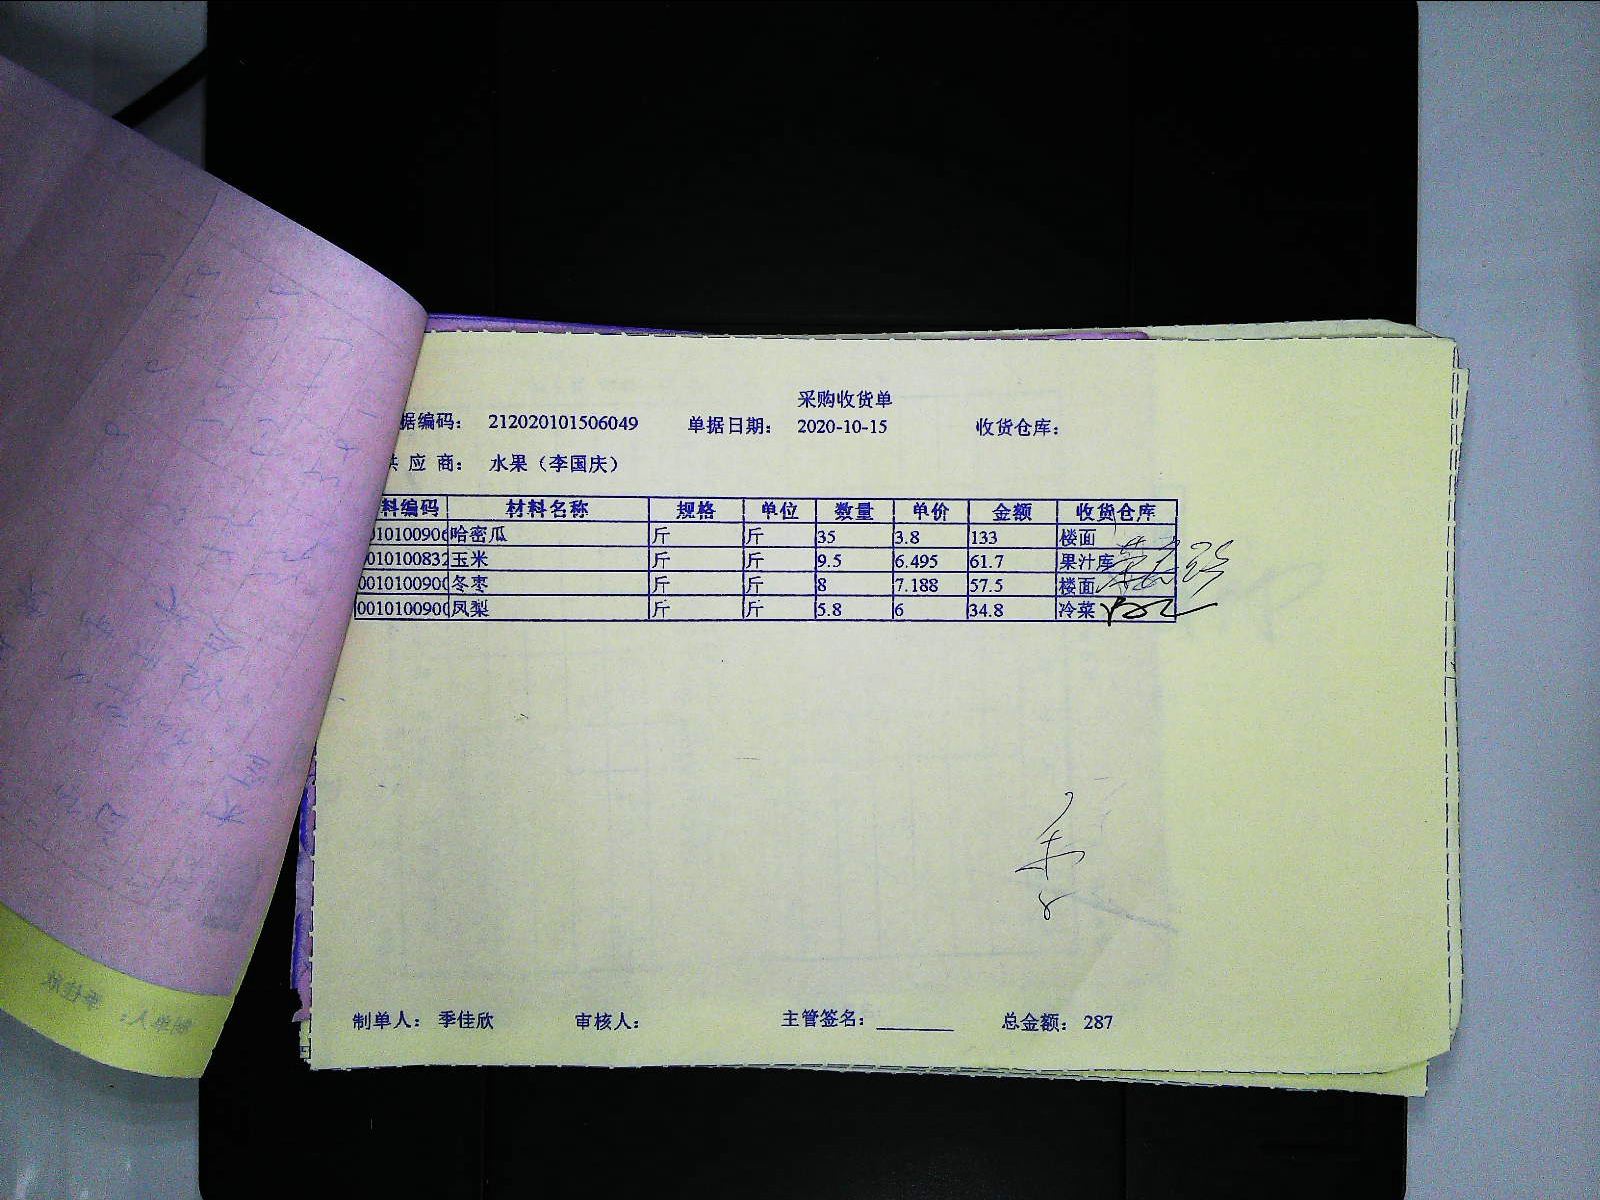 采购收货单
据编码： 212020101506049 单据日期： 2020-10-15 收货仓库：
供 应 商： 水果（李国庆）
料编码 材料名称 规格 单位 数量 单价 金额 收货仓库
010100906 哈密瓜 斤 斤 35 3.8 133 楼面
010100832 玉米 斤 斤 9.5 6.495 61.7 果汁库
0010100900 冬枣 斤 斤 8 7.188 57.5 楼面
0010100900 凤梨 斤 斤 5.8 6 34.8 冷菜
制单人： 季佳欣 审核人： 主管签名： 总金额： 287